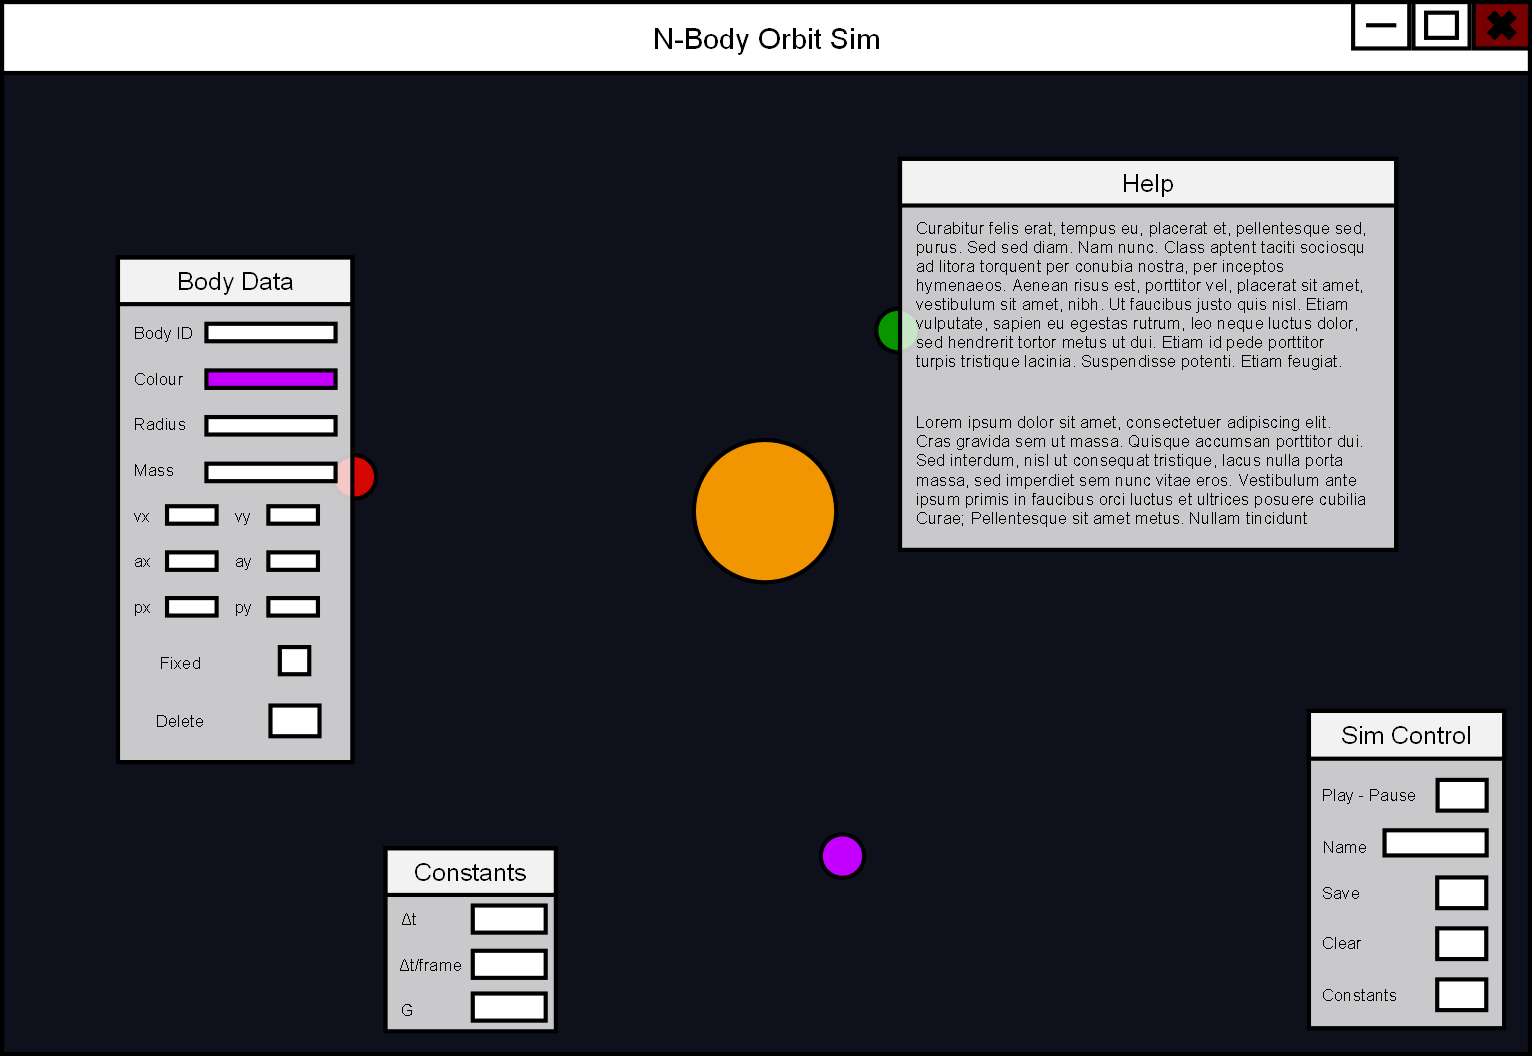 N-Body Orbit Sim
Help
Curabitur felis erat, tempus eu, placerat et, pellentesque sed,
purus. Sed sed diam. Nam nunc. Class aptent taciti sociosqu
ad litora torquent per conubia nostra, per inceptos
hymenaeos. Aenean risus est, porttitor vel, placerat sit amet,
vestibulum sit amet, nibh. Ut faucibus justo quis nisl. Etiam
vulputate, sapien eu egestas rutrum, leo neque luctus dolor,
sed hendrerit tortor metus ut dui. Etiam id pede porttitor
turpis tristique lacinia. Suspendisse potenti. Etiam feugiat.
Lorem ipsum dolor sit amet, consectetuer adipiscing elit.
Cras gravida sem ut massa. Quisque accumsan porttitor dui.
Sed interdum, nisl ut consequat tristique, lacus nulla porta
massa, sed imperdiet sem nunc vitae eros. Vestibulum ante
ipsum primis in faucibus orci luctus et ultrices posuere cubilia
Curae; Pellentesque sit amet metus. Nullam tincidunt
Body Data
Body ID
Colour
Radius
Mass
vx vy
ax ay
px py
Fixed
Delete
Constants
Δt
Δt/frame
G
Sim Control
Play - Pause
Name
Save
Clear
Constants